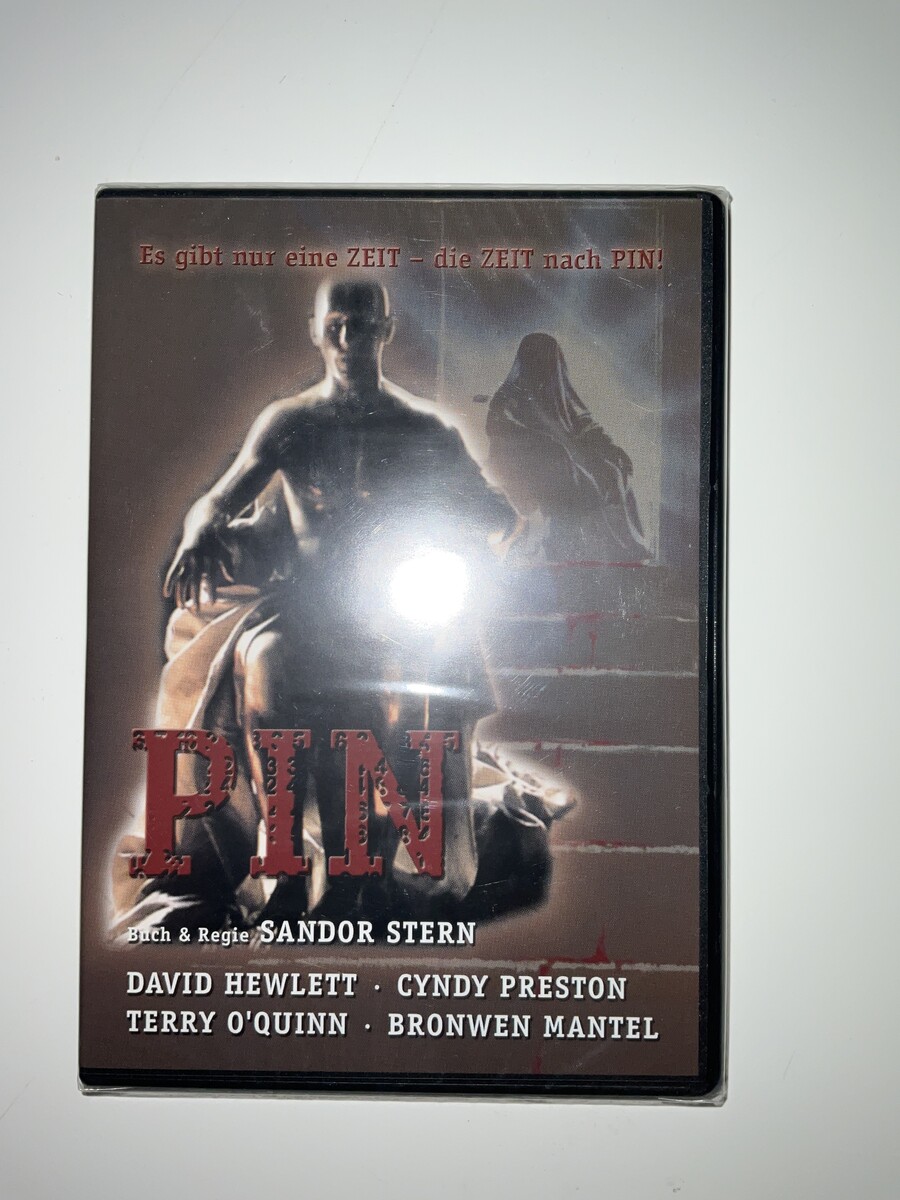 Es gibt nur eine ZEIT – die ZEIT nach PIN!
PIN
Buch & Regie SANDOR STERN
DAVID HEWLETT · CYNDY PRESTON
TERRY O'QUINN · BRONWEN MANTEL